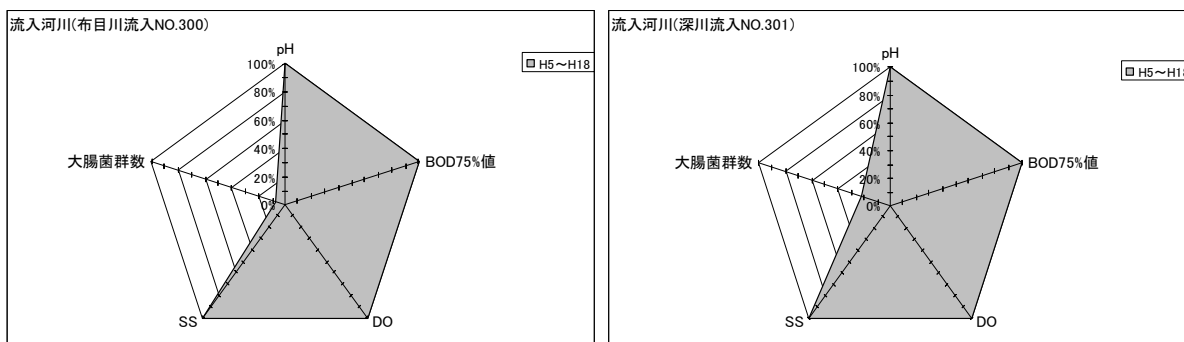 流入河川(布目川流入NO.300)
pH
100%
80%
60%
40%
20%
0%
H5～H18
大腸菌群数
BOD75%値
SS
DO
流入河川(深川流入NO.301)
pH
100%
80%
60%
40%
20%
0%
H5～H18
大腸菌群数
BOD75%値
SS
DO